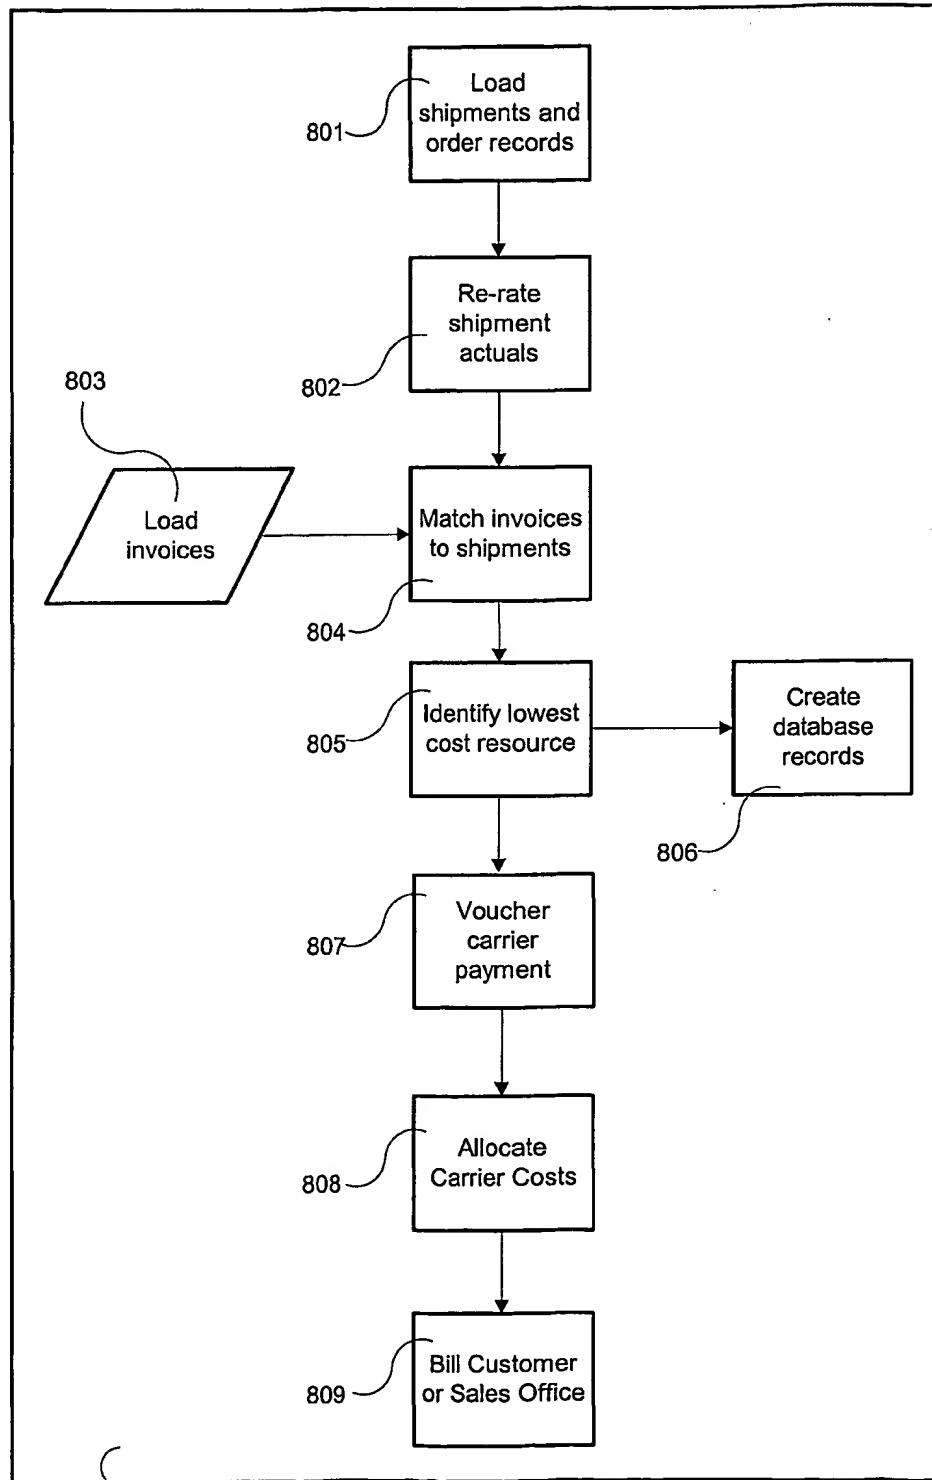 Load
shipments and
order records
801
Re-rate
shipment
actuals
802
803
Load
invoices
Match invoices
to shipments
804
Identify lowest
cost resource
805
Create
database
records
806
Voucher
carrier
payment
807
Allocate
Carrier Costs
808
Bill Customer
or Sales Office
809